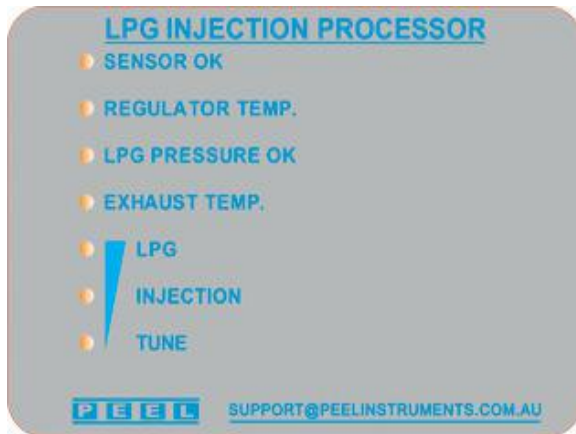 LPG INJECTION PROCESSOR
SENSOR OK
REGULATOR TEMP.
LPG PRESSURE OK
EXHAUST TEMP.
LPG
INJECTION
TUNE
PEEL SUPPORT@PEELINSTRUMENTS.COM.AU